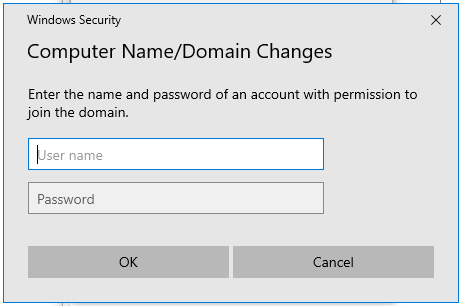 Windows Security
Computer Name/Domain Changes
Enter the name and password of an account with permission to
join the domain.
User name
Password
OK
Cancel